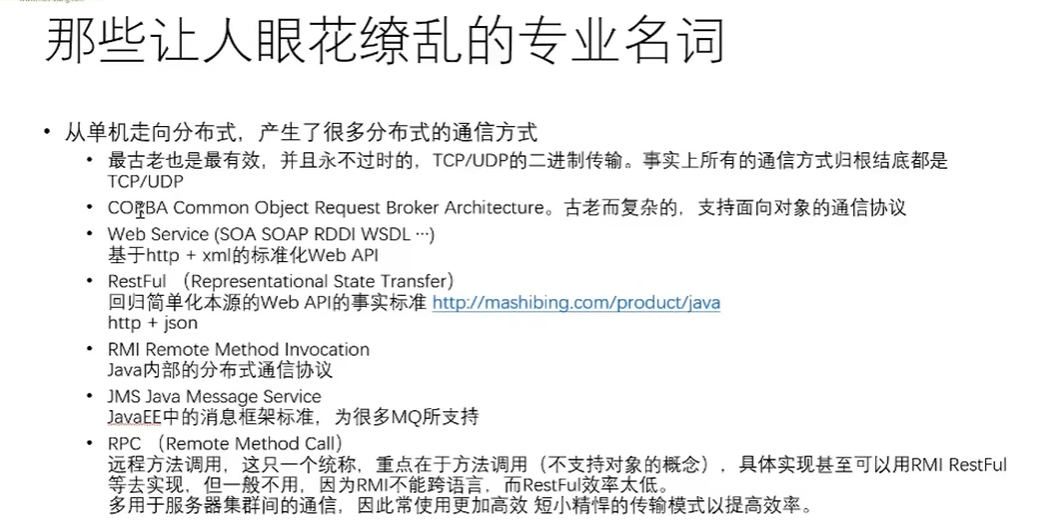 那些让人眼花缭乱的专业名词
• 从单机走向分布式，产生了很多分布式的通信方式
• 最古老也是最有效，并且永不过时的，TCP/UDP的二进制传输。事实上所有的通信方式归根结底都是
TCP/UDP
• CORBA Common Object Request Broker Architecture。古老而复杂的，支持面向对象的通信协议
• Web Service (SOA SOAP RDDI WSDL ···)
基于http + xml的标准化Web API
• RestFul （Representational State Transfer）
回归简单化本源的Web API的事实标准 http://mashibing.com/product/java
http + json
• RMI Remote Method Invocation
Java内部的分布式通信协议
• JMS Java Message Service
JavaEE中的消息框架标准，为很多MQ所支持
• RPC （Remote Method Call）
远程方法调用，这只一个统称，重点在于方法调用（不支持对象的概念），具体实现甚至可以用RMI RestFul
等去实现，但一般不用，因为RMI不能跨语言，而RestFul效率太低。
多用于服务器集群间的通信，因此常使用更加高效 短小精悍的传输模式以提高效率。